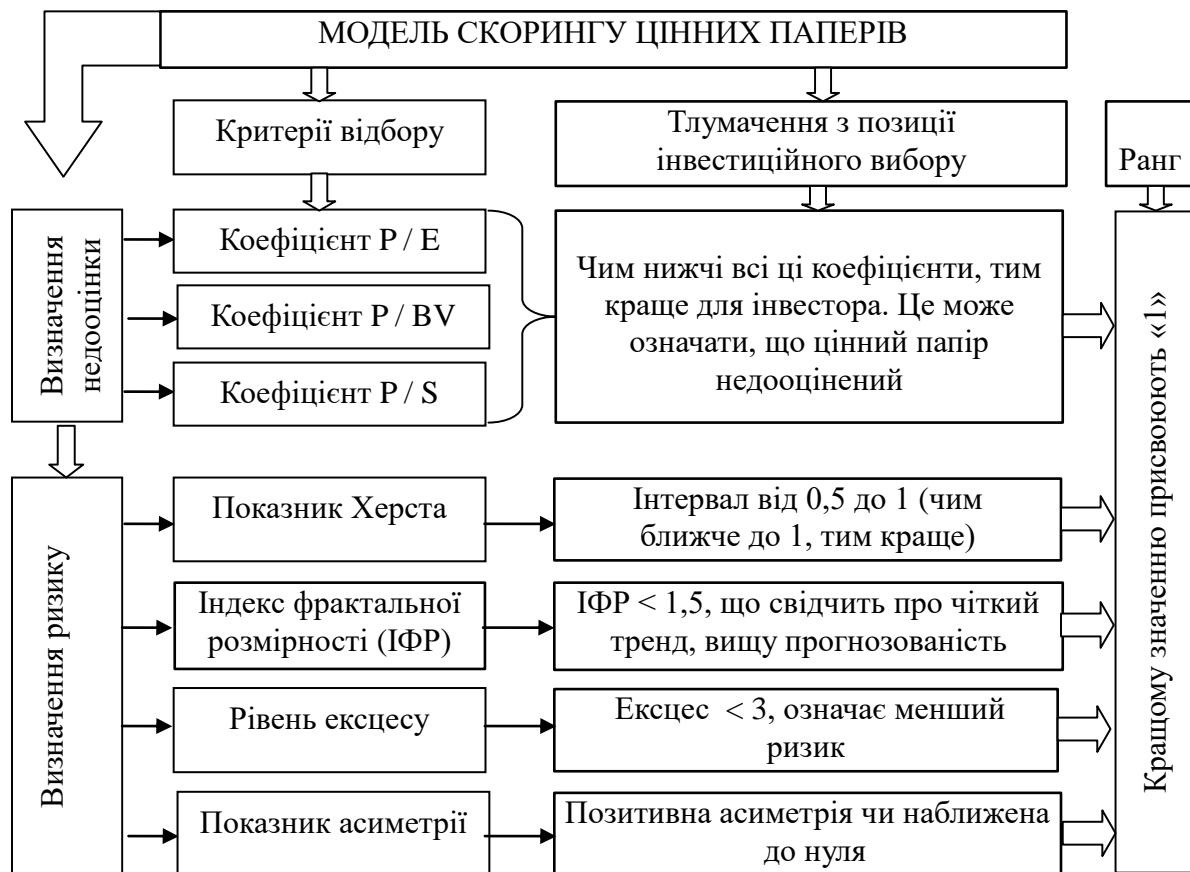 МОДЕЛЬ СКОРИНГУ ЦІННИХ ПАПЕРІВ
Критерії відбору
Тлумачення з позиції
інвестиційного вибору
Ранг
Визначення
недооцінки
Коефіцієнт P / E
Коефіцієнт P / BV
Коефіцієнт P / S
Чим нижчі всі ці коефіцієнти, тим
краще для інвестора. Це може
означати, що цінний папір
недооцінений
Кращому значенню присвоюють «1»
Визначення ризику
Показник Херста
Інтервал від 0,5 до 1 (чим
ближче до 1, тим краще)
Індекс фрактальної
розмірності (ІФР)
ІФР < 1,5, що свідчить про чіткий
тренд, вищу прогнозованість
Рівень ексцесу
Ексцес < 3, означає менший
ризик
Показник асиметрії
Позитивна асиметрія чи наближена
до нуля